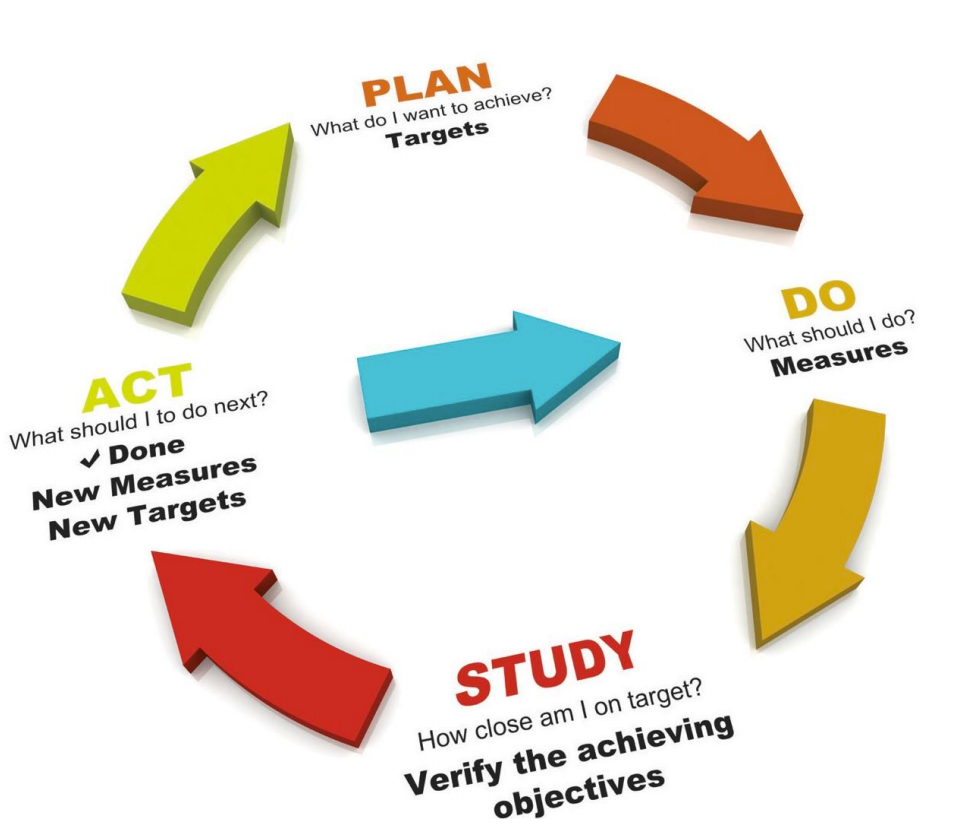 PLAN
What do I want to achieve?
Targets
DO
What should I do?
Measures
STUDY
How close am I on target?
Verify the achieving
objectives
ACT
What should I to do next?
✓ Done
New Measures
New Targets